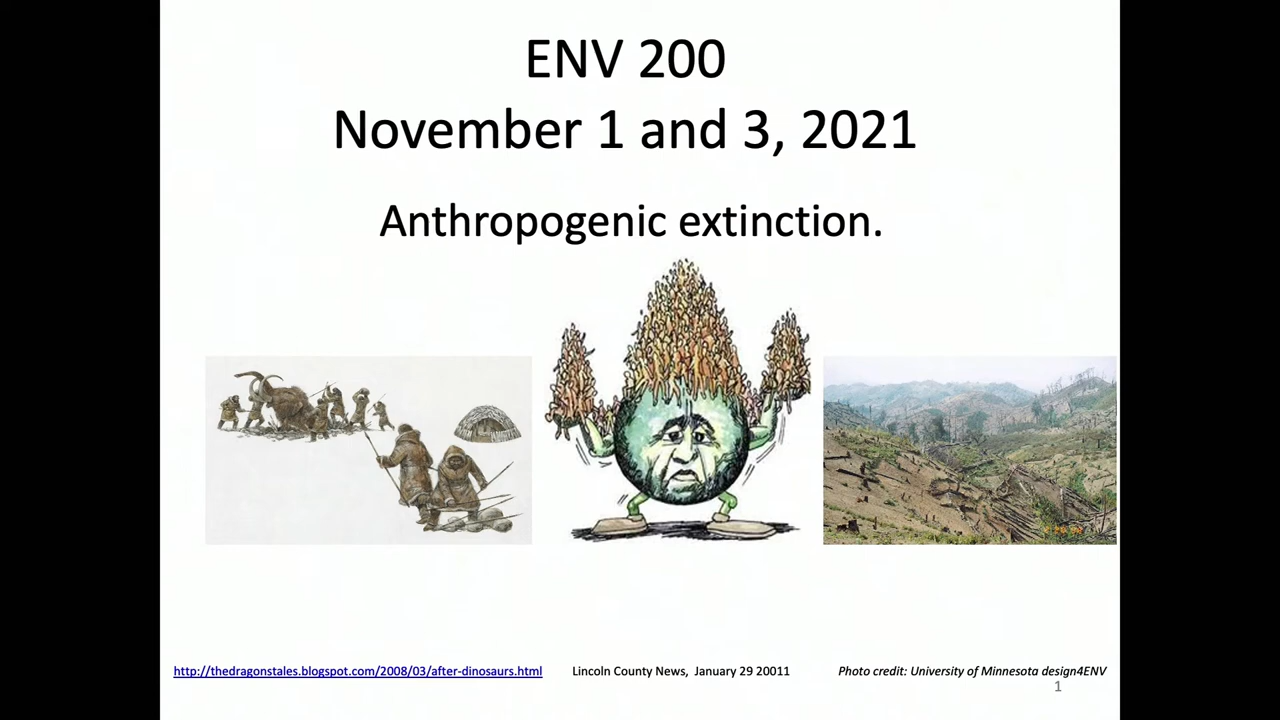 ENV 200
November 1 and 3, 2021
Anthropogenic extinction.
http://thedragonstales.blogspot.com/2008/03/after-dinosaurs.html
Lincoln County News, January 29 20011
Photo credit: University of Minnesota design4ENV
1